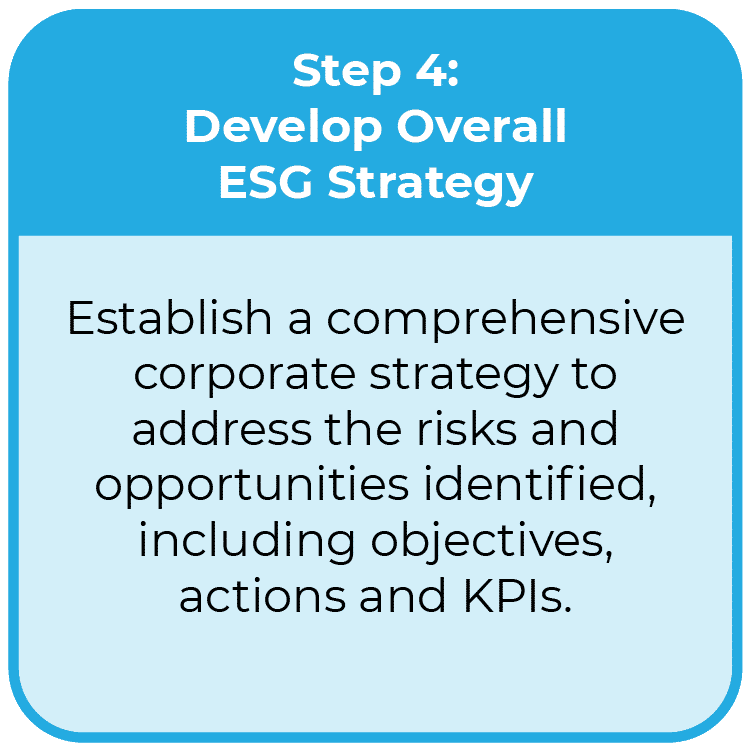 Step 4:
Develop Overall
ESG Strategy
Establish a comprehensive
corporate strategy to
address the risks and
opportunities identified,
including objectives,
actions and KPIs.